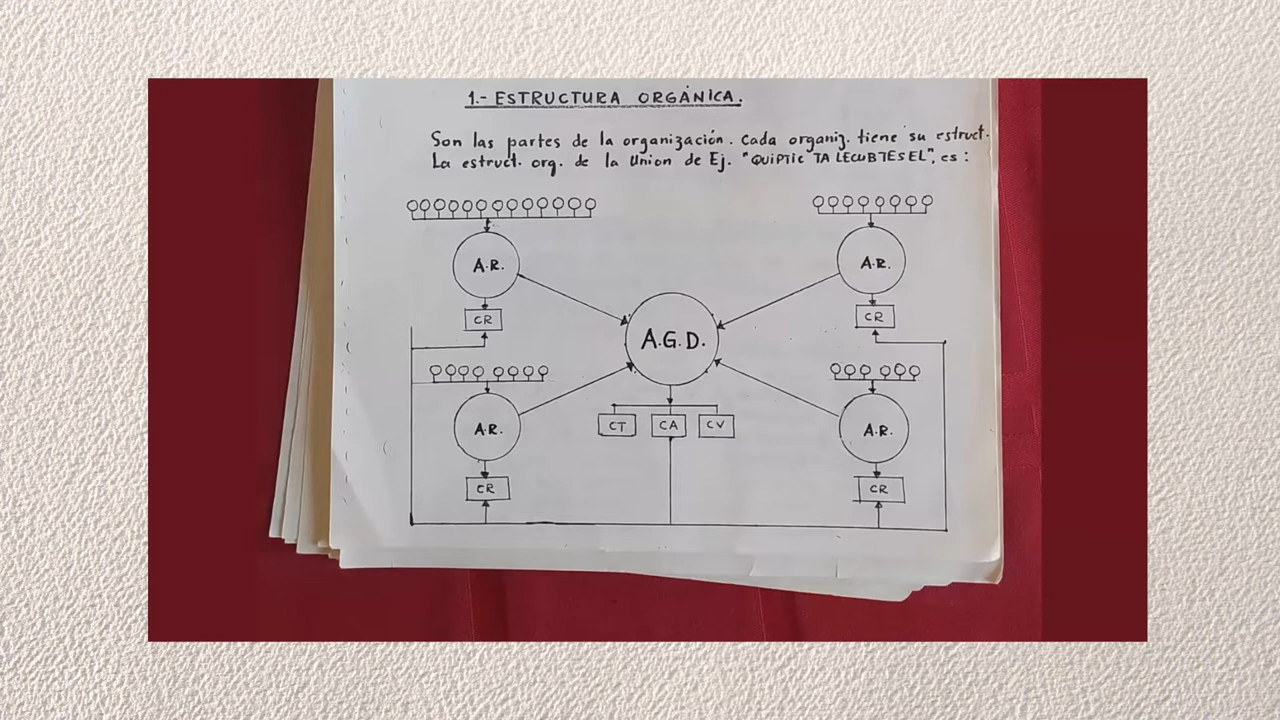 1.- ESTRUCTURA ORGÁNICA.
Son las partes de la organización. Cada organiz. tiene su estruct.
La estruct. org. de la Union de Ej. "QUIPTIC TA LECUBTESEL", es:
A.R.
A.R.
CR
CR
A.G.D.
A.R.
A.R.
CT
CA
CV
CR
CR